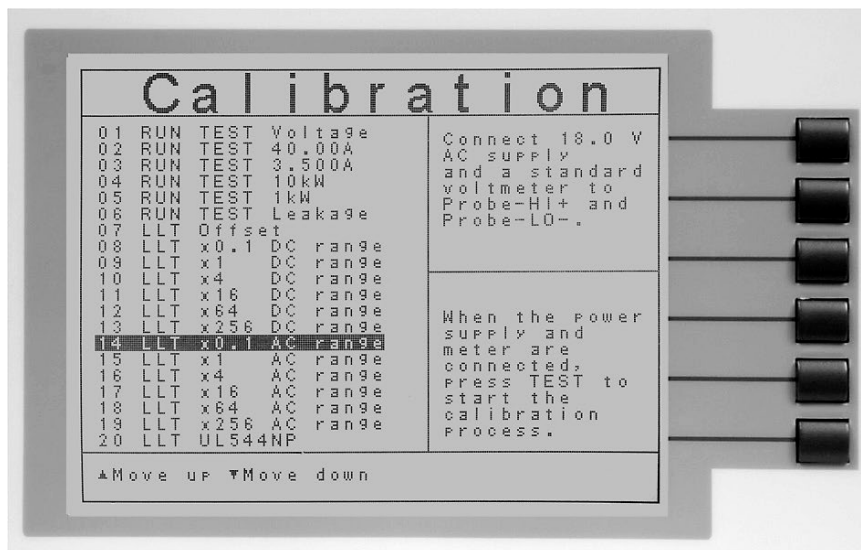 Calibration
01 RUN TEST Voltage
02 RUN TEST 40.00A
03 RUN TEST 3.500A
04 RUN TEST 10kW
05 RUN TEST 1kW
06 RUN TEST Leakage
07 LLT Offset
08 LLT x0.1 DC range
09 LLT x1 DC range
10 LLT x4 DC range
11 LLT x16 DC range
12 LLT x64 DC range
13 LLT x256 DC range
14 LLT x0.1 AC range
15 LLT x1 AC range
16 LLT x4 AC range
17 LLT x16 AC range
18 LLT x64 AC range
19 LLT x256 AC range
20 LLT UL544NP
Connect 18.0 V
AC supply
and a standard
voltmeter to
Probe-HI+ and
Probe-LO-.
When the power
supply and
meter are
connected,
press TEST to
start the
calibration
process.
▲Move up ▼Move down